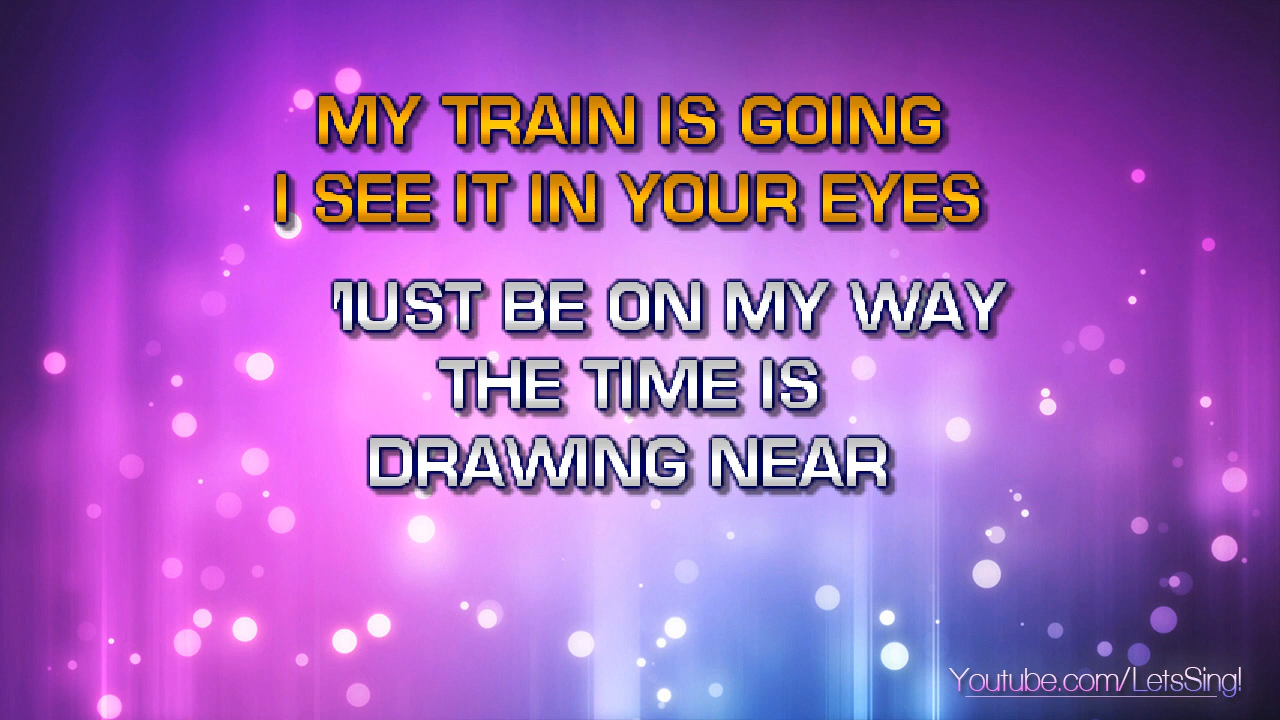 MY TRAIN IS GOING
I SEE IT IN YOUR EYES
MUST BE ON MY WAY
THE TIME IS
DRAWING NEAR
Youtube.com/LetsSing!